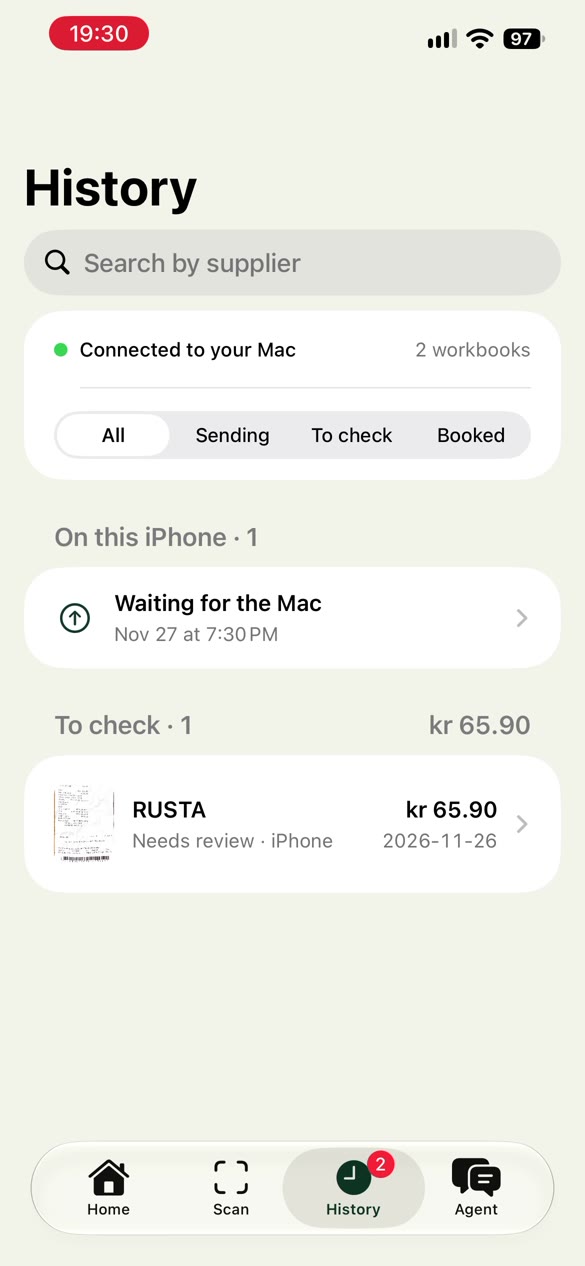 19:30
97
History
Search by supplier
Connected to your Mac 2 workbooks
All Sending To check Booked
On this iPhone · 1
Waiting for the Mac
Nov 27 at 7:30 PM
To check · 1 kr 65.90
RUSTA kr 65.90
Needs review · iPhone 2026-11-26
2
Home Scan History Agent